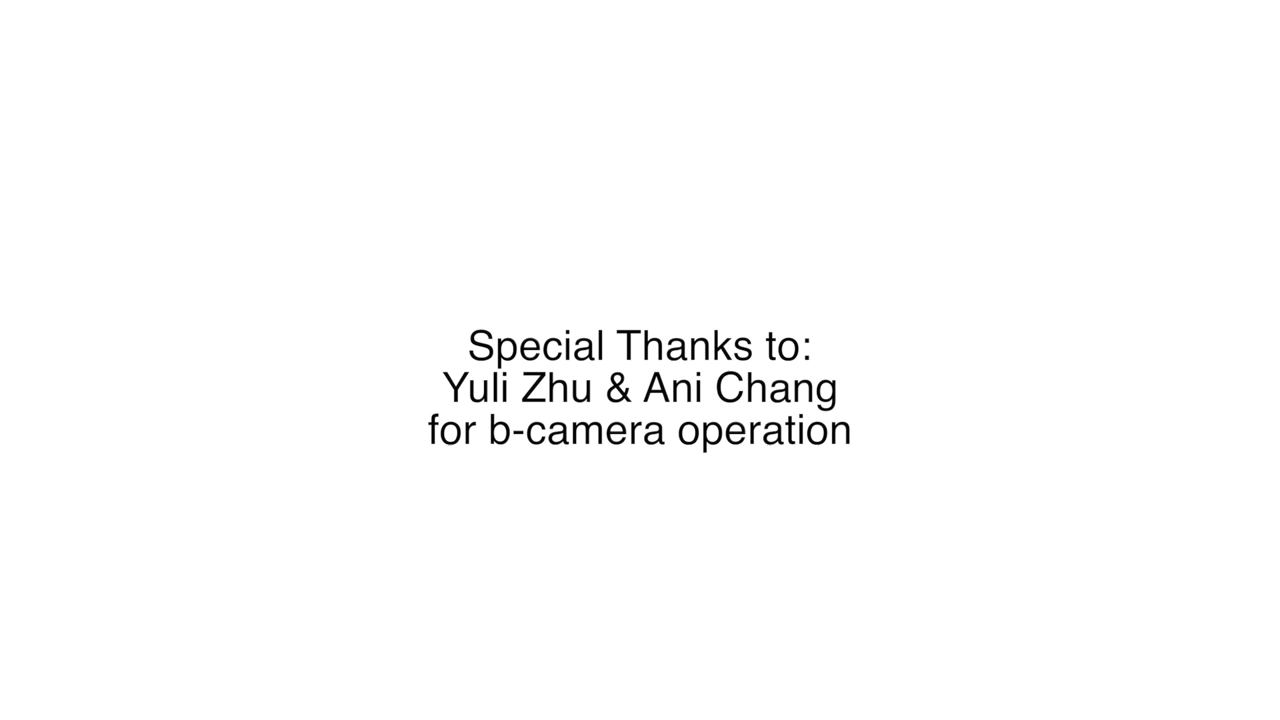 Special Thanks to:
Yuli Zhu & Ani Chang
for b-camera operation